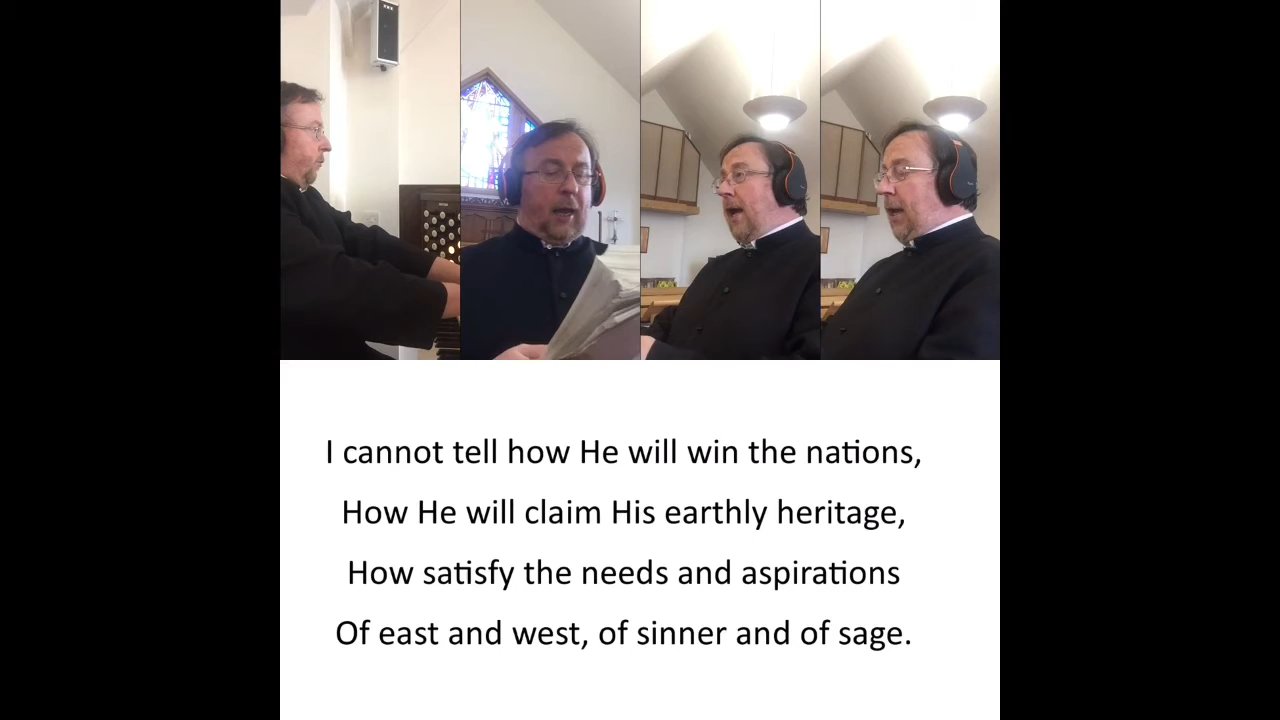 I cannot tell how He will win the nations,
How He will claim His earthly heritage,
How satisfy the needs and aspirations
Of east and west, of sinner and of sage.